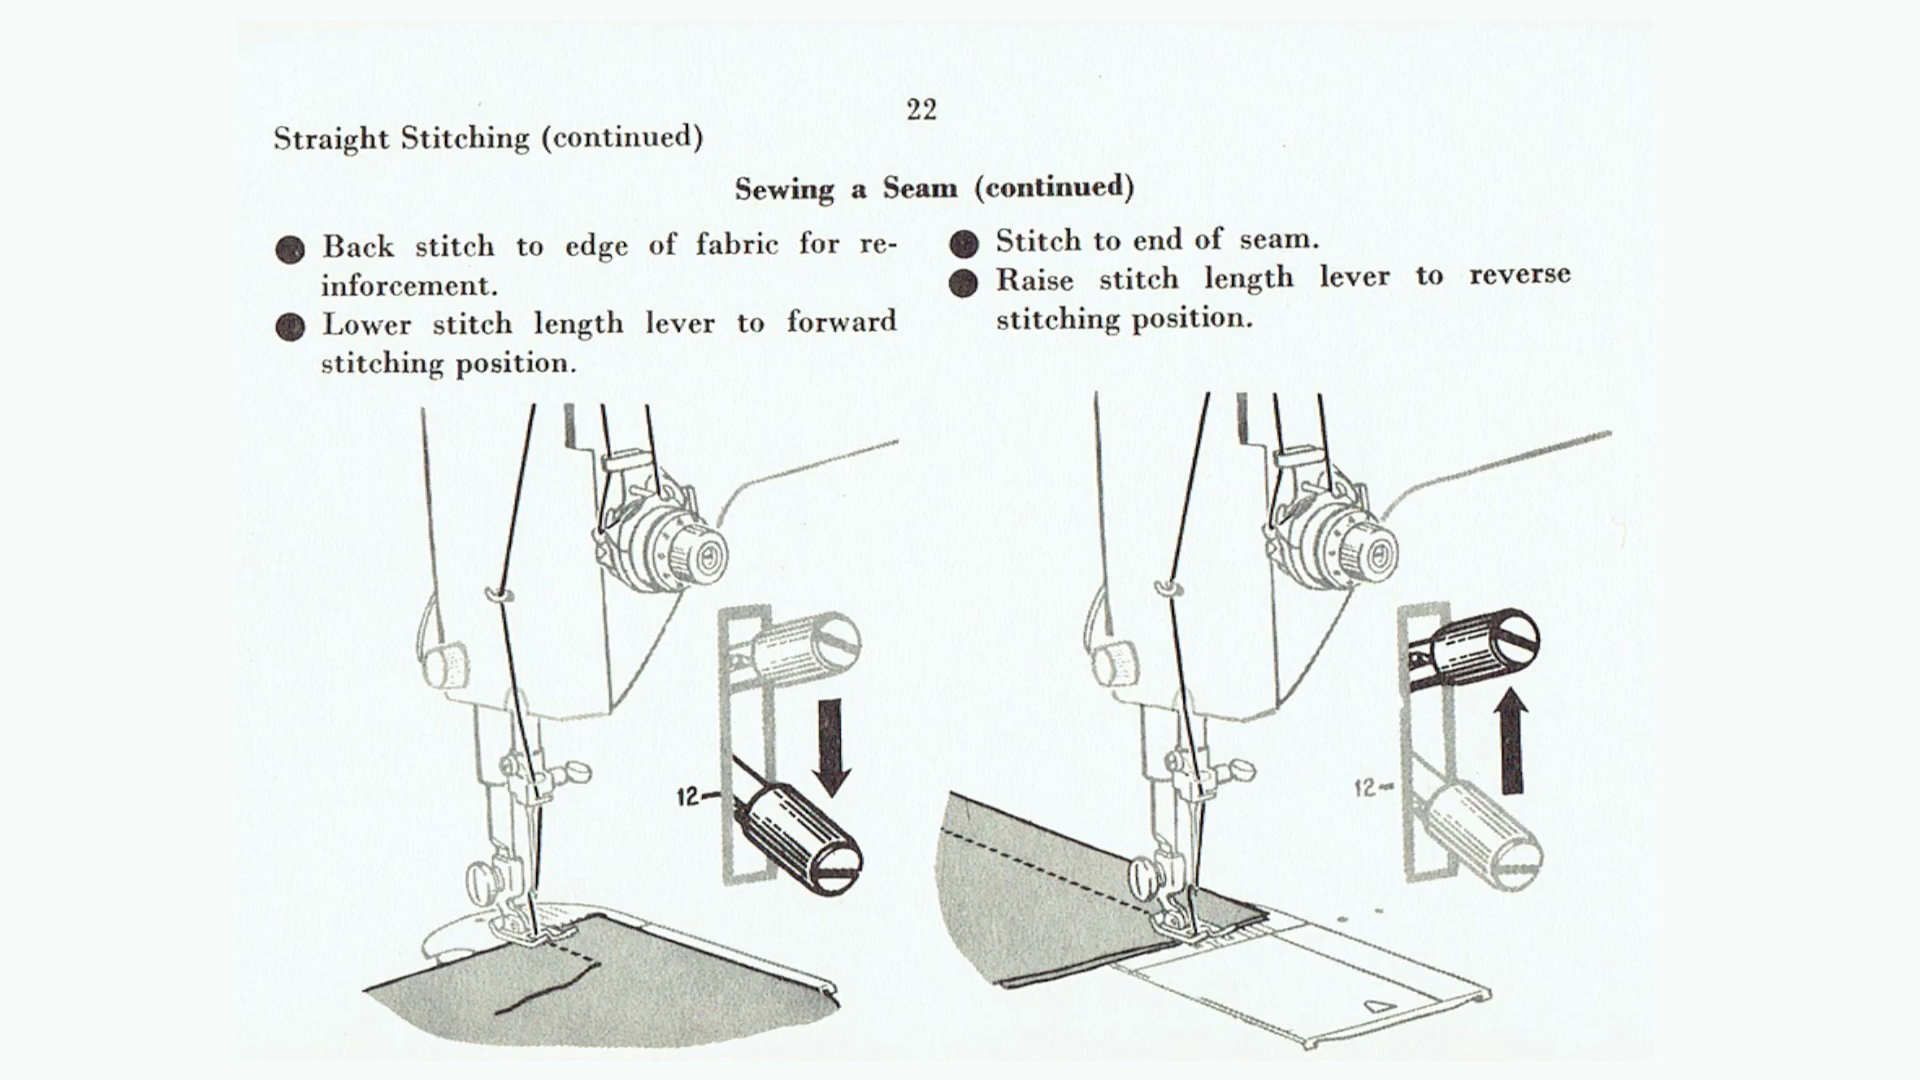 22
Straight Stitching (continued)
Sewing a Seam (continued)
Back stitch to edge of fabric for re-
inforcement.
Lower stitch length lever to forward
stitching position.
Stitch to end of seam.
Raise stitch length lever to reverse
stitching position.
12
12